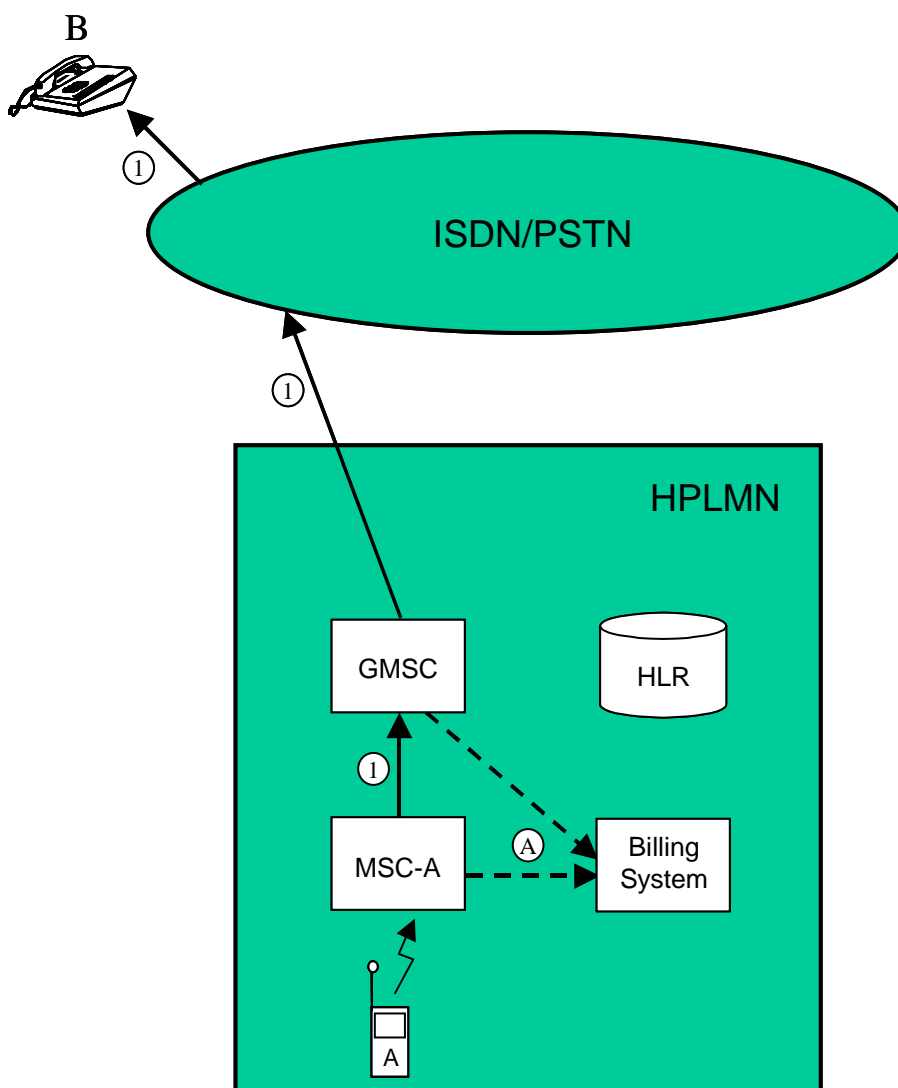 B
1
ISDN/PSTN
1
HPLMN
GMSC
HLR
1
A
MSC-A
Billing
System
A